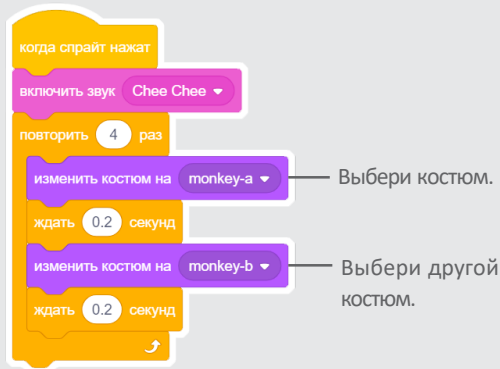 когда спрайт нажат
включить звук Chee Chee
повторить 4 раз
изменить костюм на monkey-a
Выбери костюм.
ждать 0.2 секунд
изменить костюм на monkey-b
Выбери другой
костюм.
ждать 0.2 секунд